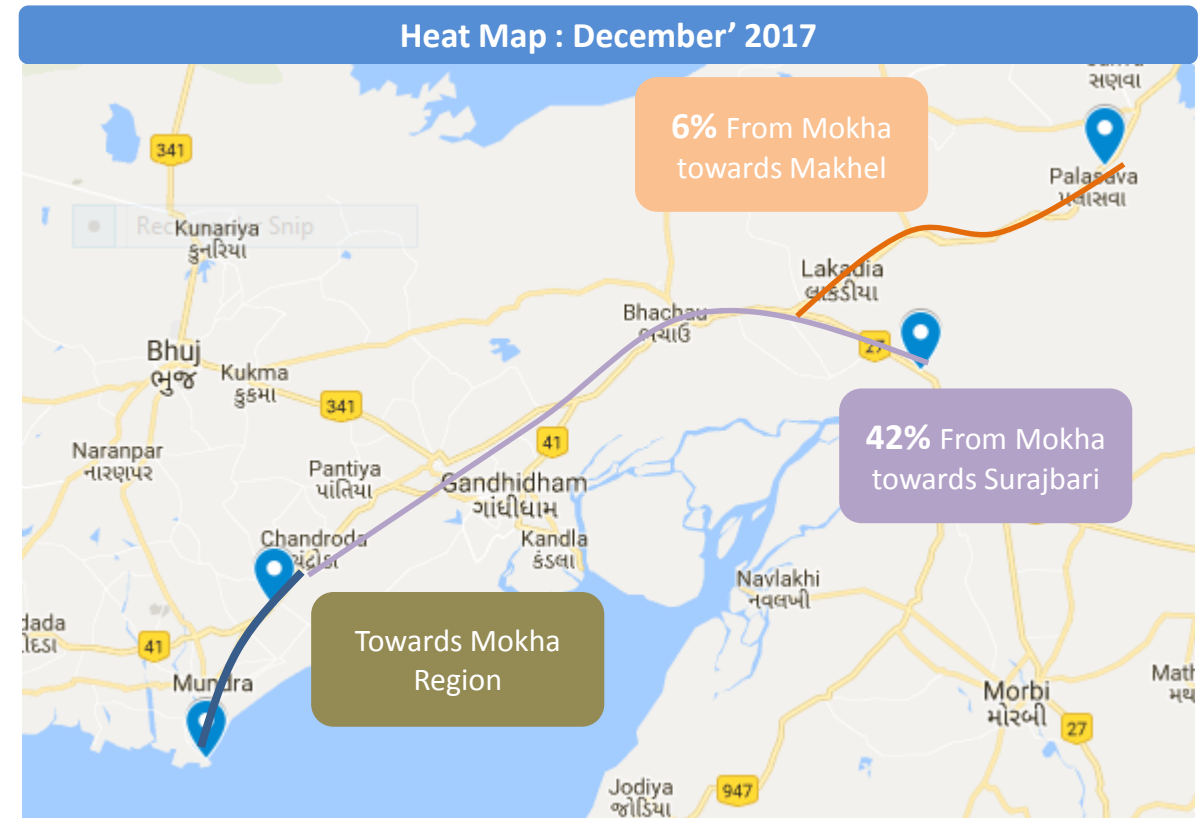 Heat Map : December’ 2017
સણવા
341
6% From Mokha
towards Makhel
Palasava
પલાસવા
Kunariya
કુનરિયા
Lakadia
લાકડીયા
Bhachau
ભચાઉ
27
Bhuj
ભુજ
Kukma
કુકમા
341
42% From Mokha
towards Surajbari
41
Naranpar
નારણપર
Pantiya
પાંતિયા
Gandhidham
ગાંધીધામ
Chandroda
Kandla
કંડલા
Navlakhi
નવલખી
41
Towards Mokha
Region
Mundra
Morbi
મોરબી
27
Jodiya
જોડિયા
947